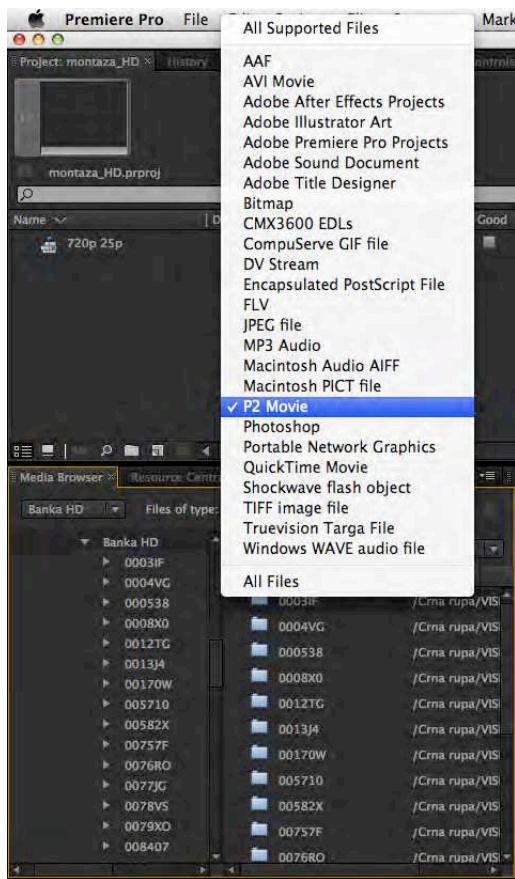 Premiere Pro File Mark
Project: montaza_HD × History
montaza_HD.prproj
Name Good
720p 25p
All Supported Files
AAF
AVI Movie
Adobe After Effects Projects
Adobe Illustrator Art
Adobe Premiere Pro Projects
Adobe Sound Document
Adobe Title Designer
Bitmap
CMX3600 EDLs
CompuServe GIF file
DV Stream
Encapsulated PostScript File
FLV
JPEG file
MP3 Audio
Macintosh Audio AIFF
Macintosh PICT file
✓ P2 Movie
Photoshop
Portable Network Graphics
QuickTime Movie
Shockwave flash object
TIFF image file
Truevision Targa File
Windows WAVE audio file
All Files
Media Browser × Resource Centr
Banka HD Files of type:
Banka HD
0003IF
0004VG
000538
0008X0
0012TG
0013J4
00170W
005710
00582X
00757F
0076RO
0077JG
0078VS
0079XO
008407
0003IF /Crna rupa/VIS
0004VG /Crna rupa/VIS
000538 /Crna rupa/VIS
0008X0 /Crna rupa/VIS
0012TG /Crna rupa/VIS
0013J4 /Crna rupa/VIS
00170W /Crna rupa/VIS
005710 /Crna rupa/VIS
00582X /Crna rupa/VIS
00757F /Crna rupa/VIS
0076RO /Crna rupa/VIS